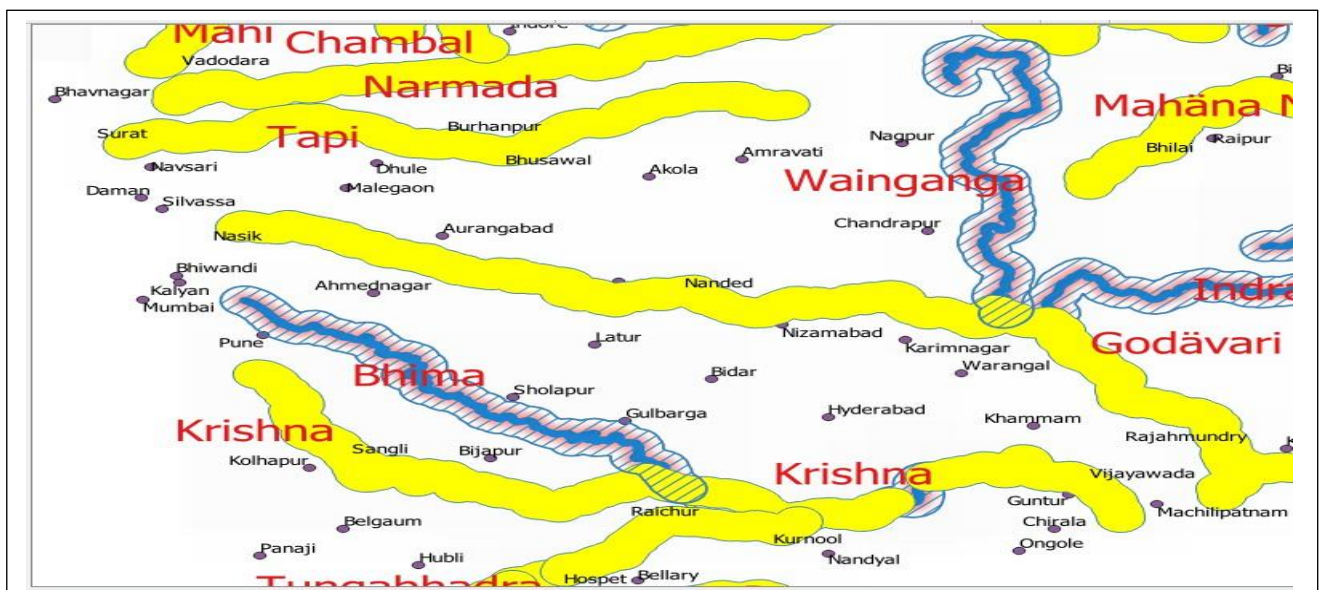 Indore
Mahi Chambal
Vadodara
Narmada
Bhavnagar
Mahäna
Surat
Tapi
Burhanpur
Nagpur
Raipur
Bhilai
Bhusawal
Amravati
Navsari
Dhule
Akola
Malegaon
Wainganga
Daman
Silvassa
Chandrapur
Nasik
Aurangabad
Bhiwandi
Kalyan
Ahmednagar
Nanded
Indra
Mumbai
Nizamabad
Pune
Latur
Karimnagar
Godävari
Warangal
Bhima
Bidar
Sholapur
Gulbarga
Hyderabad
Khammam
Krishna
Rajahmundry
Sangli
Bijapur
Kolhapur
Krishna
Vijayawada
Guntur
Raichur
Machilipatnam
Belgaum
Chirala
Kurnool
Panaji
Hubli
Nandyal
Ongole
Tungabhadra
Hospet
Bellary